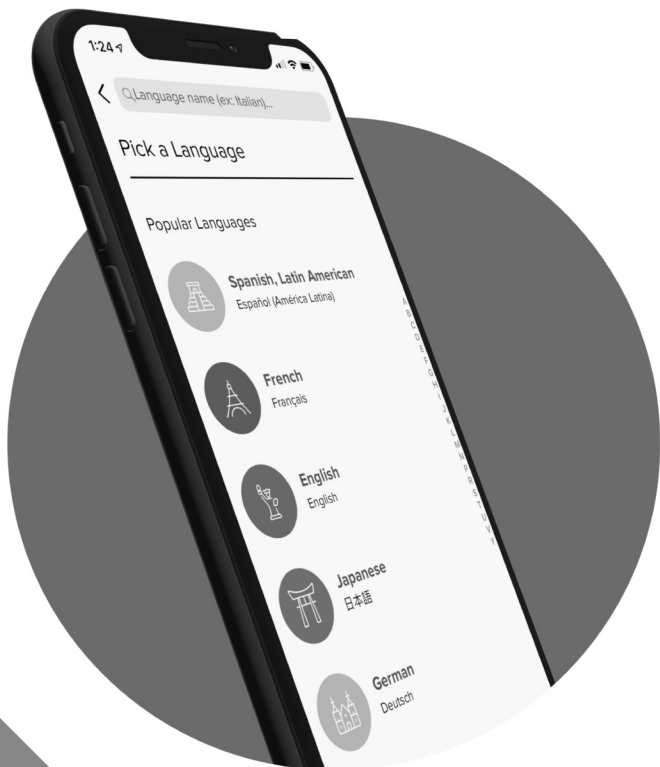 1:24
Language name (ex: Italian)...
Pick a Language
Popular Languages
Spanish, Latin American
Español (América Latina)
French
Français
English
English
Japanese
日本語
German
Deutsch
A
B
C
D
E
F
G
H
I
J
K
L
M
N
P
R
S
T
U
V
Y